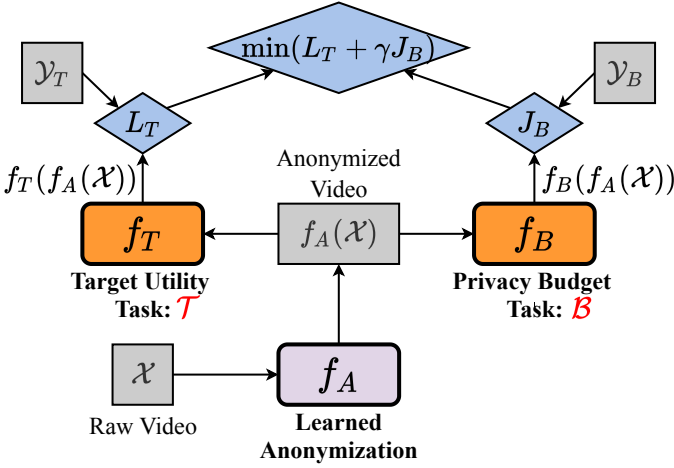 min(L_T + γJ_B)
𝒴_T
𝒴_B
L_T
J_B
f_T(f_A(𝒳))
Anonymized
Video
f_B(f_A(𝒳))
f_T
f_A(𝒳)
f_B
Target Utility
Task: 𝒯
Privacy Budget
Task: ℬ
𝒳
f_A
Raw Video
Learned
Anonymization